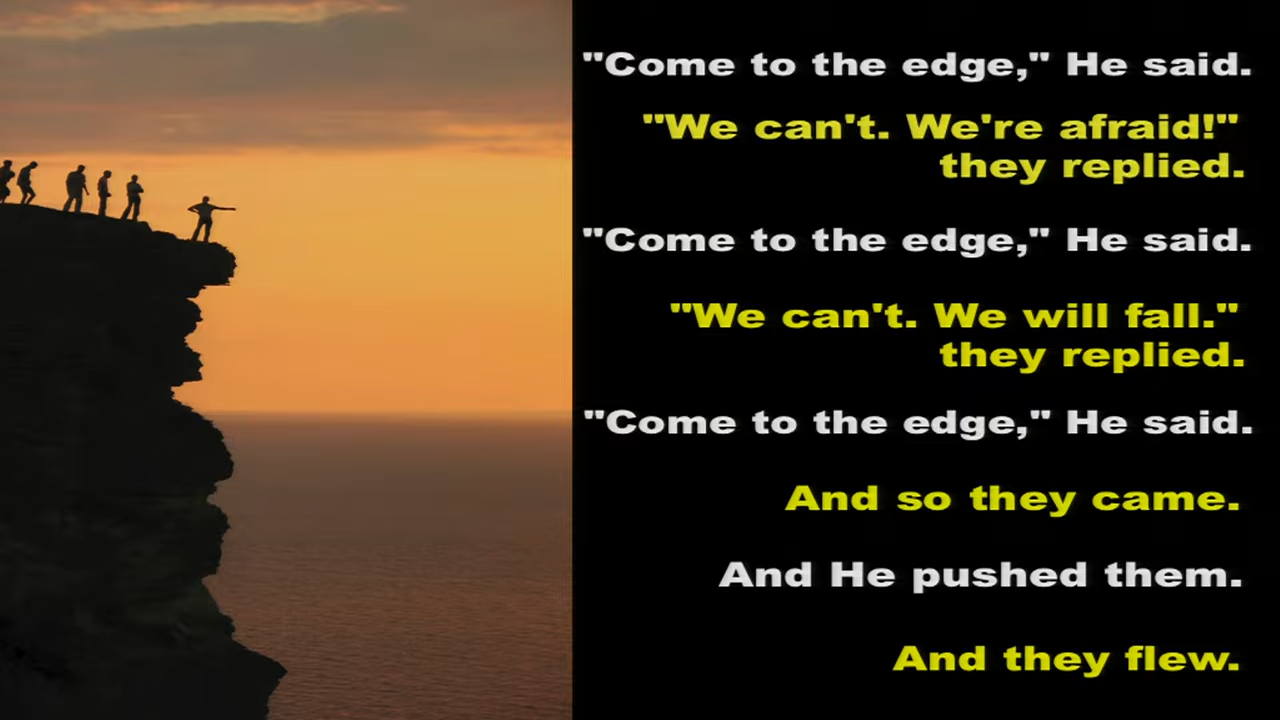 "Come to the edge," He said.
"We can't. We're afraid!"
they replied.
"Come to the edge," He said.
"We can't. We will fall."
they replied.
"Come to the edge," He said.
And so they came.
And He pushed them.
And they flew.